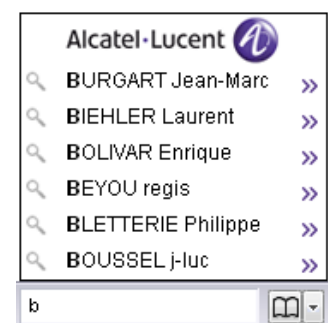 Alcatel·Lucent
BURGART Jean-Marc
BIEHLER Laurent
BOLIVAR Enrique
BEYOU regis
BLETTERIE Philippe
BOUSSEL j-luc
b